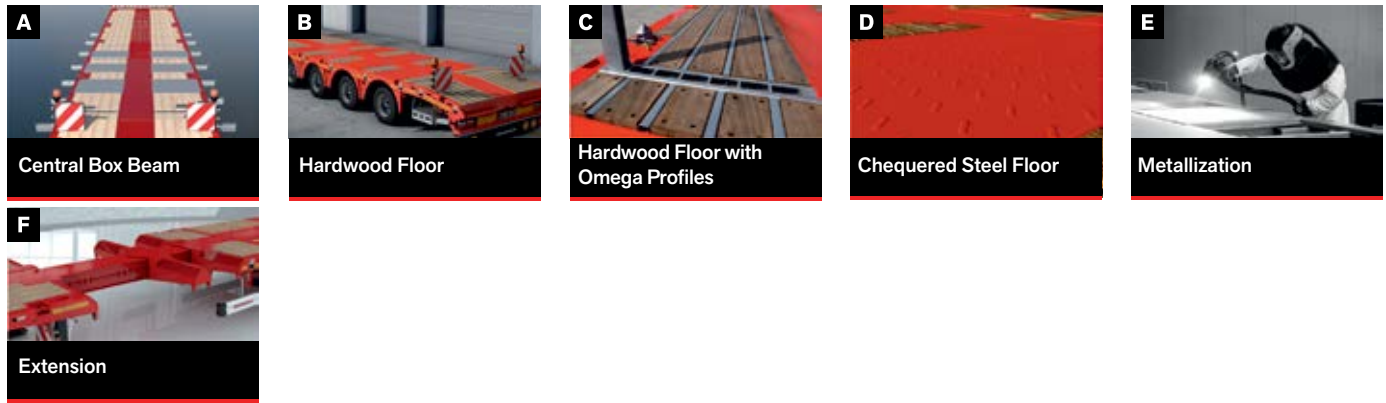 A
Central Box Beam
B
Hardwood Floor
C
Hardwood Floor with
Omega Profiles
D
Chequered Steel Floor
E
Metallization
F
Extension